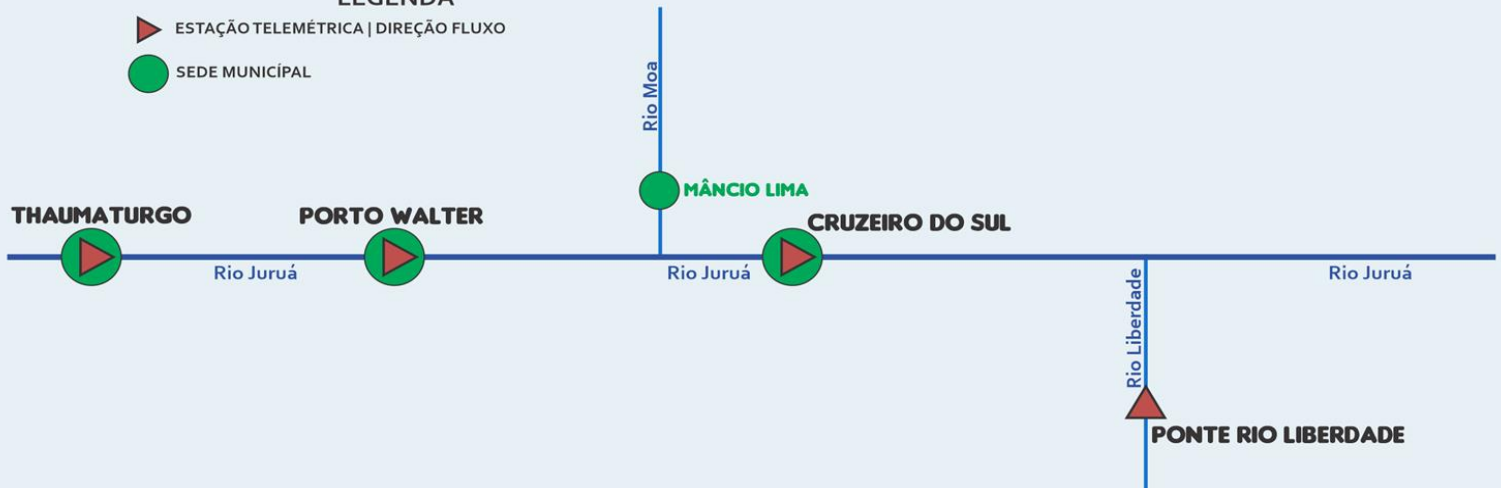 LEGENDA
ESTAÇÃO TELEMÉTRICA | DIREÇÃO FLUXO
SEDE MUNICÍPAL
Rio Moa
MÂNCIO LIMA
THAUMATURGO
PORTO WALTER
CRUZEIRO DO SUL
Rio Juruá
Rio Juruá
Rio Juruá
Rio Liberdade
PONTE RIO LIBERDADE